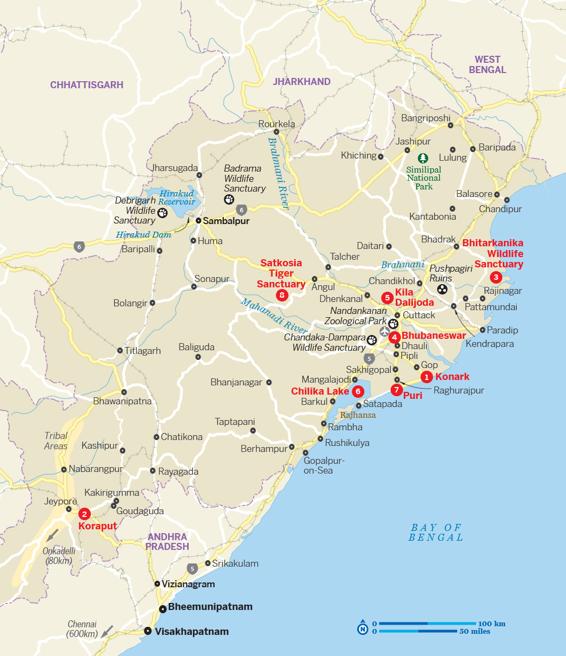 WEST
BENGAL
CHHATTISGARH
JHARKHAND
Bangriposhi
Rourkela
Jashipur
Baripada
Khiching
Lulung
Similipal
National
Park
Jharsuguda
Badrama
Wildlife
Sanctuary
Brahmani River
Debrigarh
Wildlife
Sanctuary
Hirakud
Reservoir
Balasore
Chandipur
6
Sambalpur
Kantabonia
Hirakud Dam
6
Huma
Baripalli
Daitari
Bhadrak
Bhitarkanika
Wildlife
Sanctuary
3
Talcher
Satkosia
Tiger
Sanctuary
8
Brahmani
Pushpagiri
Ruins
Sonapur
Angul
Chandikhol
Rajinagar
Bolangir
Dhenkanal
5
Kila
Dalijoda
Pattamundai
Mahanadi River
Nandankanan
Zoological Park
Cuttack
Paradip
Chandaka-Dampara
Wildlife Sanctuary
4
Bhubaneswar
Kendrapara
Dhauli
Titlagarh
Baliguda
5
Pipli
Sakhigopal
Gop
1
Konark
Bhanjanagar
Mangalajodi
Chilika Lake
6
7
Puri
Raghurajpur
Bhawanipatna
Barkul
Satapada
Rajhansa
Taptapani
Rambha
Tribal
Areas
Chatikona
Rushikulya
Kashipur
Berhampur
Gopalpur-
on-Sea
Nabarangpur
Rayagada
Kakirigumma
Jeypore
Goudaguda
2
Koraput
Onkadelli
(80km)
ANDHRA
PRADESH
BAY OF
BENGAL
5
Srikakulam
Vizianagram
Bheemunipatnam
Chennai
(600km)
Visakhapatnam
N
0
100 km
0
50 miles